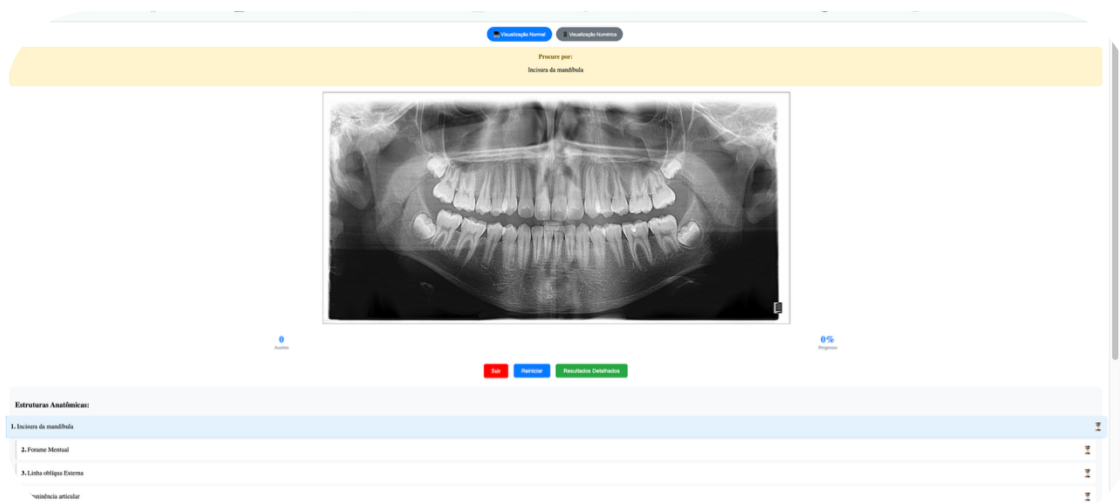 Visualização Normal
Visualização Numérica
Procure por:
Incisura da mandíbula
0
Acertos
0%
Progresso
Sair
Reiniciar
Resultados Detalhados
Estruturas Anatômicas:
1. Incisura da mandíbula
2. Forame Mentual
3. Linha oblíqua Externa
articular